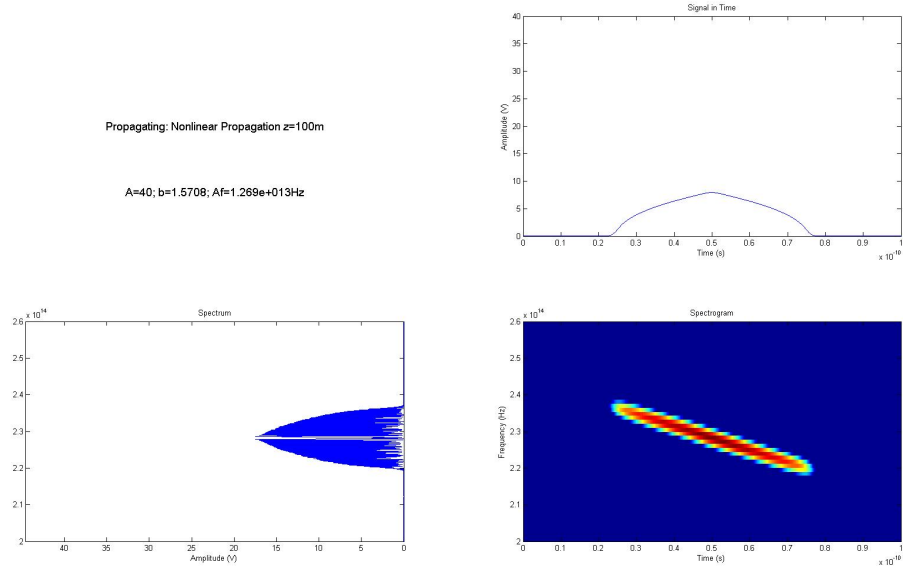 Propagating: Nonlinear Propagation z=100m
A=40; b=1.5708; Af=1.269e+013Hz
Signal in Time
40
35
30
25
20
15
10
5
0
Amplitude (V)
0 0.1 0.2 0.3 0.4 0.5 0.6 0.7 0.8 0.9 1
Time (s)
x 10^-10
x 10^14
Spectrum
2.6
2.5
2.4
2.3
2.2
2.1
2
40 35 30 25 20 15 10 5 0
Amplitude (V)
x 10^14
Spectrogram
2.6
2.5
2.4
2.3
2.2
2.1
2
Frequency (Hz)
0 0.1 0.2 0.3 0.4 0.5 0.6 0.7 0.8 0.9 1
Time (s)
x 10^-10